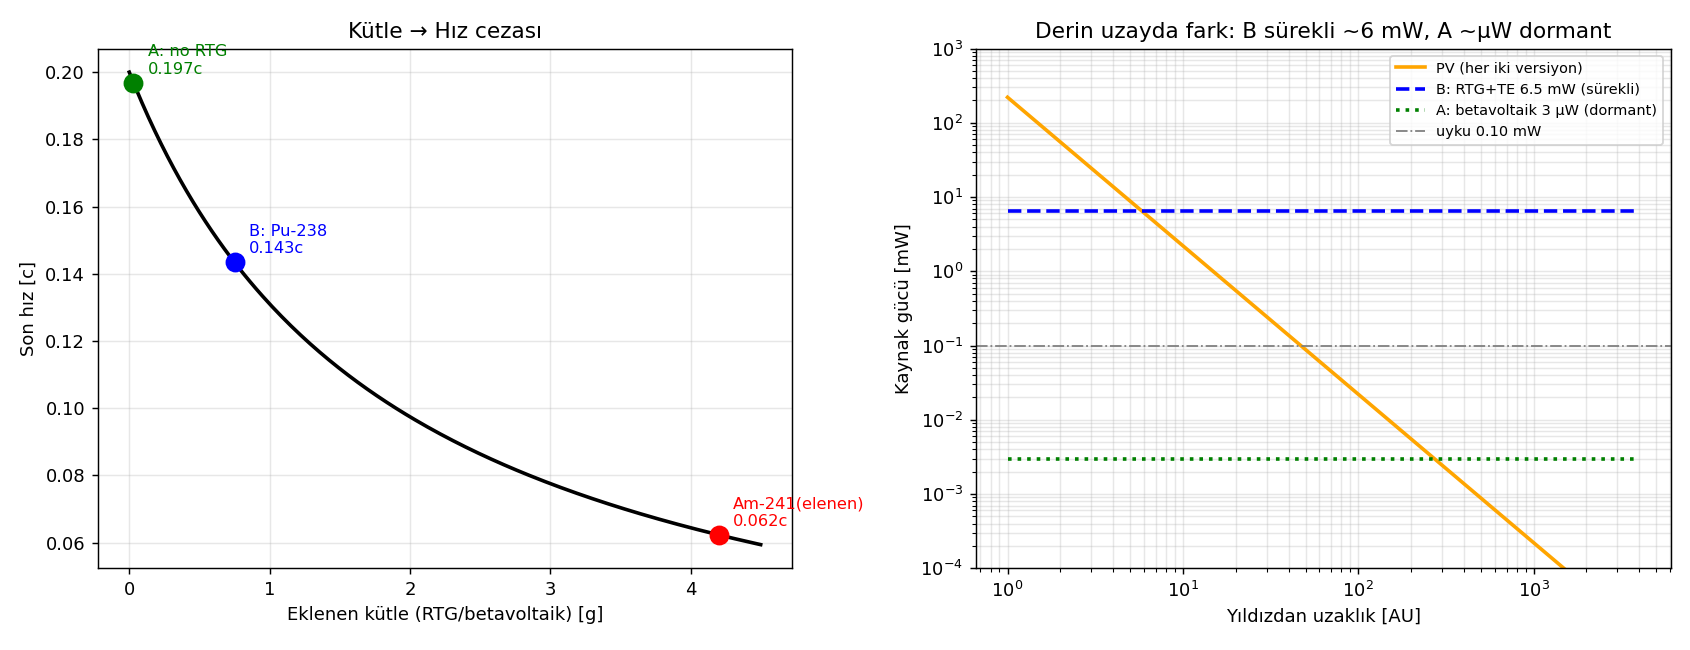 Kütle → Hız cezası
A: no RTG
0.197c
B: Pu-238
0.143c
Am-241(elenen)
0.062c
0.20
0.18
0.16
0.14
0.12
0.10
0.08
0.06
Son hız [c]
0
1
2
3
4
Eklenen kütle (RTG/betavoltaik) [g]
Derin uzayda fark: B sürekli ~6 mW, A ~μW dormant
PV (her iki versiyon)
B: RTG+TE 6.5 mW (sürekli)
A: betavoltaik 3 μW (dormant)
uyku 0.10 mW
10³
10²
10¹
10⁰
10⁻¹
10⁻²
10⁻³
10⁻⁴
Kaynak gücü [mW]
10⁰
10¹
10²
10³
Yıldızdan uzaklık [AU]